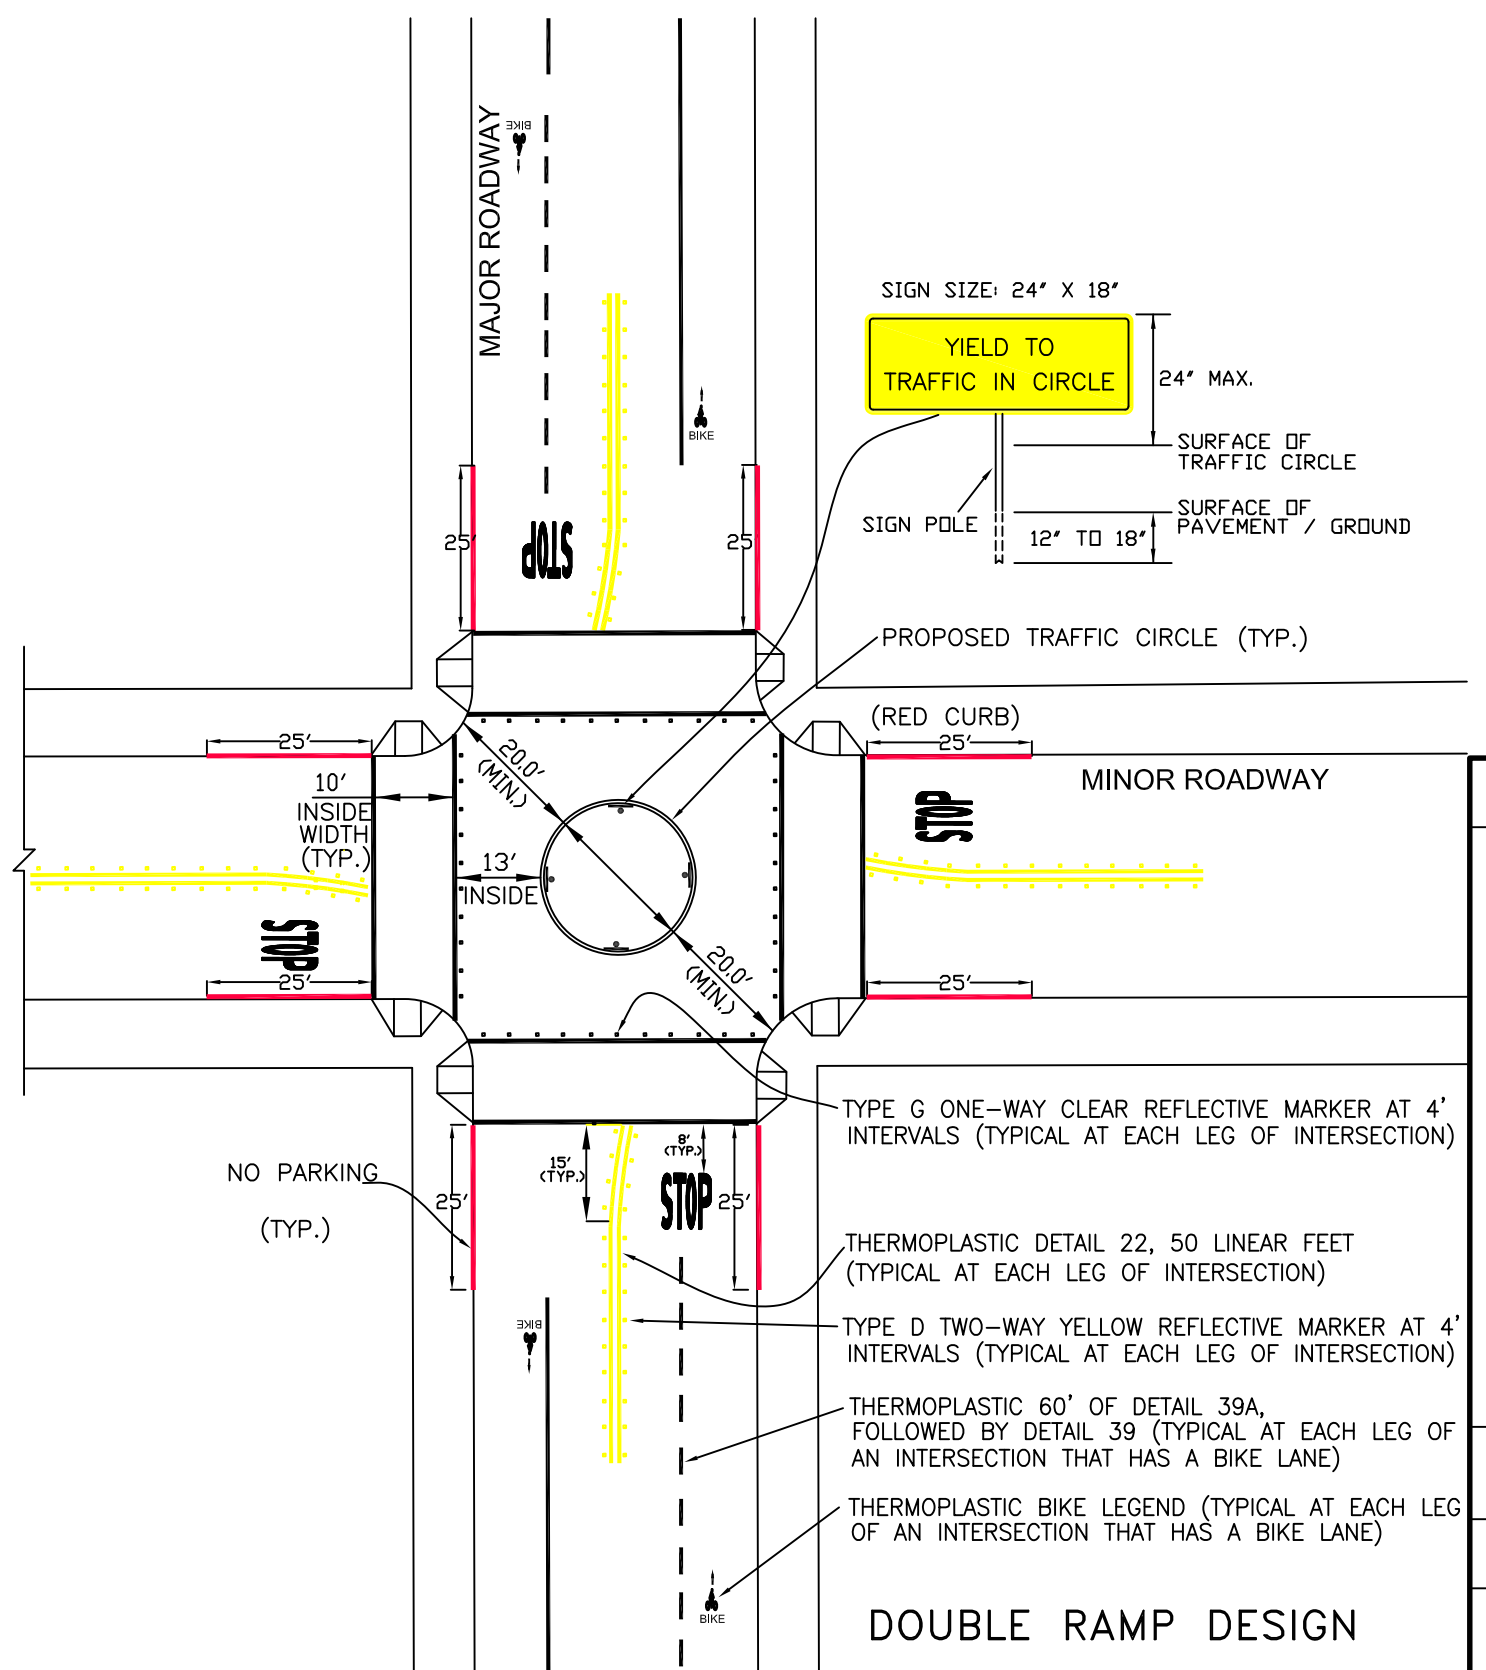 MAJOR ROADWAY
BIKE
SIGN SIZE: 24" X 18"
YIELD TO
TRAFFIC IN CIRCLE
24" MAX.
SURFACE OF
TRAFFIC CIRCLE
SIGN POLE
SURFACE OF
PAVEMENT / GROUND
12" TO 18"
BIKE
25'
25'
STOP
PROPOSED TRAFFIC CIRCLE (TYP.)
(RED CURB)
25'
25'
MINOR ROADWAY
10'
INSIDE
WIDTH
(TYP.)
20.0'
(MIN.)
STOP
13'
INSIDE
STOP
25'
20.0'
(MIN.)
25'
TYPE G ONE-WAY CLEAR REFLECTIVE MARKER AT 4'
INTERVALS (TYPICAL AT EACH LEG OF INTERSECTION)
NO PARKING
(TYP.)
25'
15'
(TYP.)
8'
(TYP.)
STOP
25'
THERMOPLASTIC DETAIL 22, 50 LINEAR FEET
(TYPICAL AT EACH LEG OF INTERSECTION)
BIKE
TYPE D TWO-WAY YELLOW REFLECTIVE MARKER AT 4'
INTERVALS (TYPICAL AT EACH LEG OF INTERSECTION)
THERMOPLASTIC 60' OF DETAIL 39A,
FOLLOWED BY DETAIL 39 (TYPICAL AT EACH LEG OF
AN INTERSECTION THAT HAS A BIKE LANE)
THERMOPLASTIC BIKE LEGEND (TYPICAL AT EACH LEG
OF AN INTERSECTION THAT HAS A BIKE LANE)
BIKE
DOUBLE RAMP DESIGN